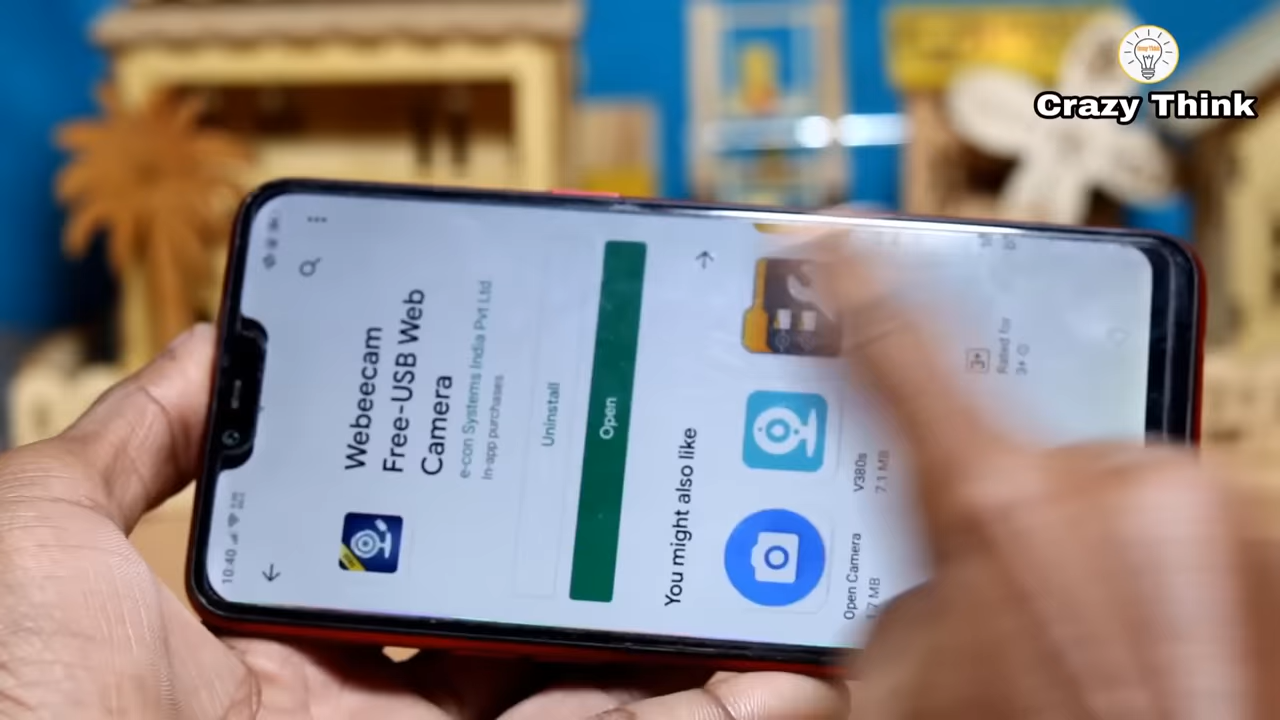 Crazy Think
10:40
Webeecam
Free-USB Web
Camera
e-con Systems India Pvt Ltd
In-app purchases
Uninstall
Open
You might also like
Open Camera
V380s
7.1 MB
Rated for
3+
3+